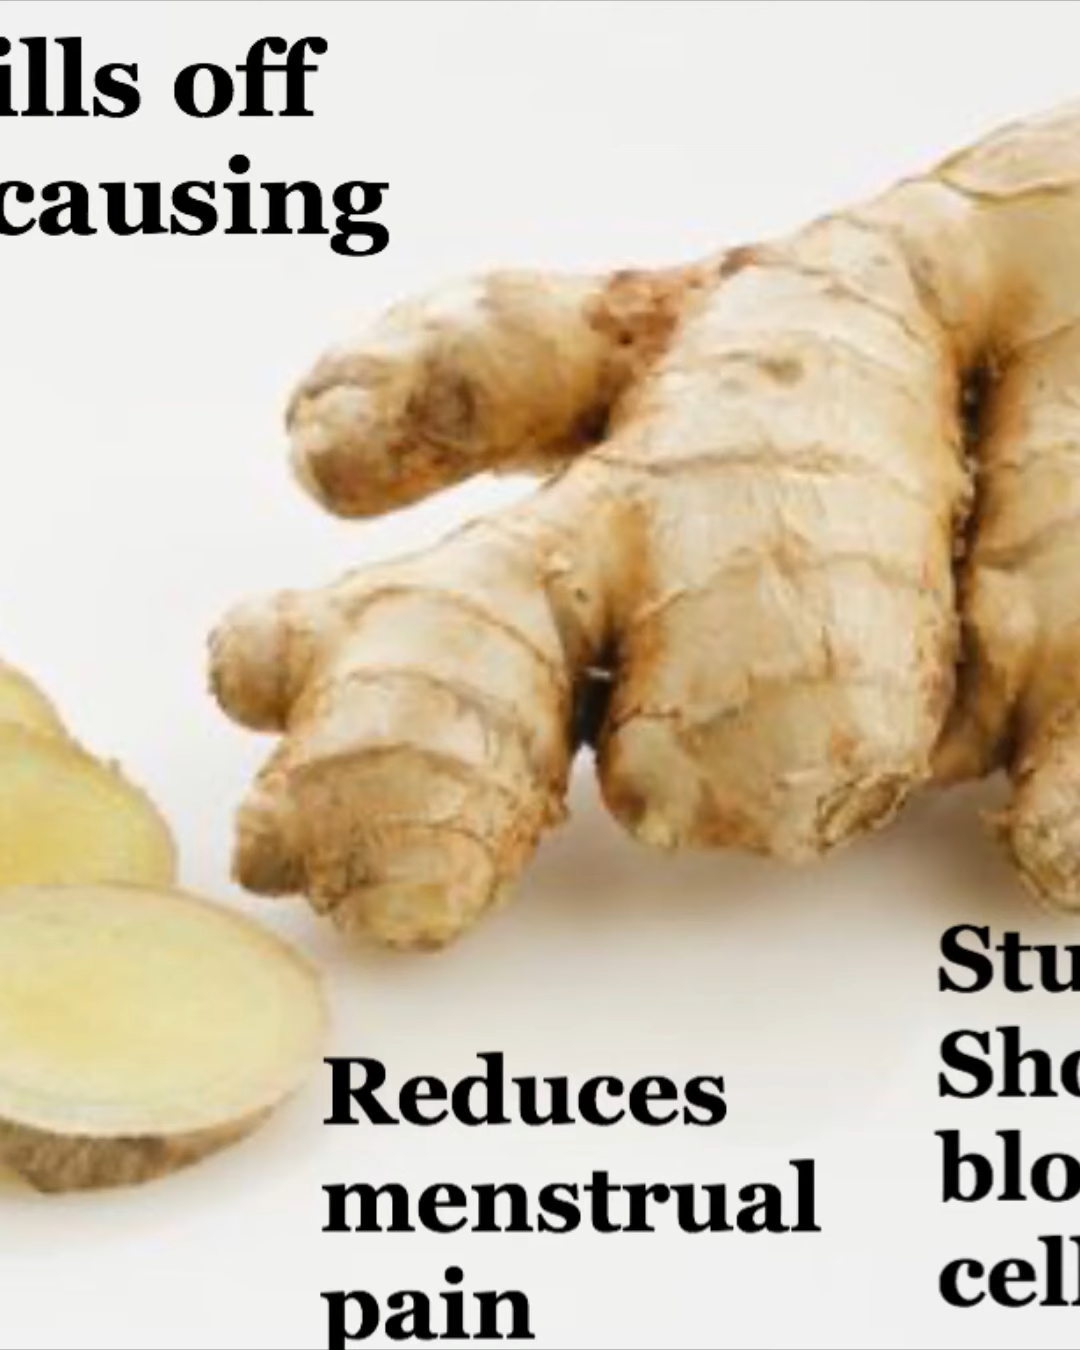 ills off
causing
Reduces
menstrual
pain
Stu
Sho
blo
cell